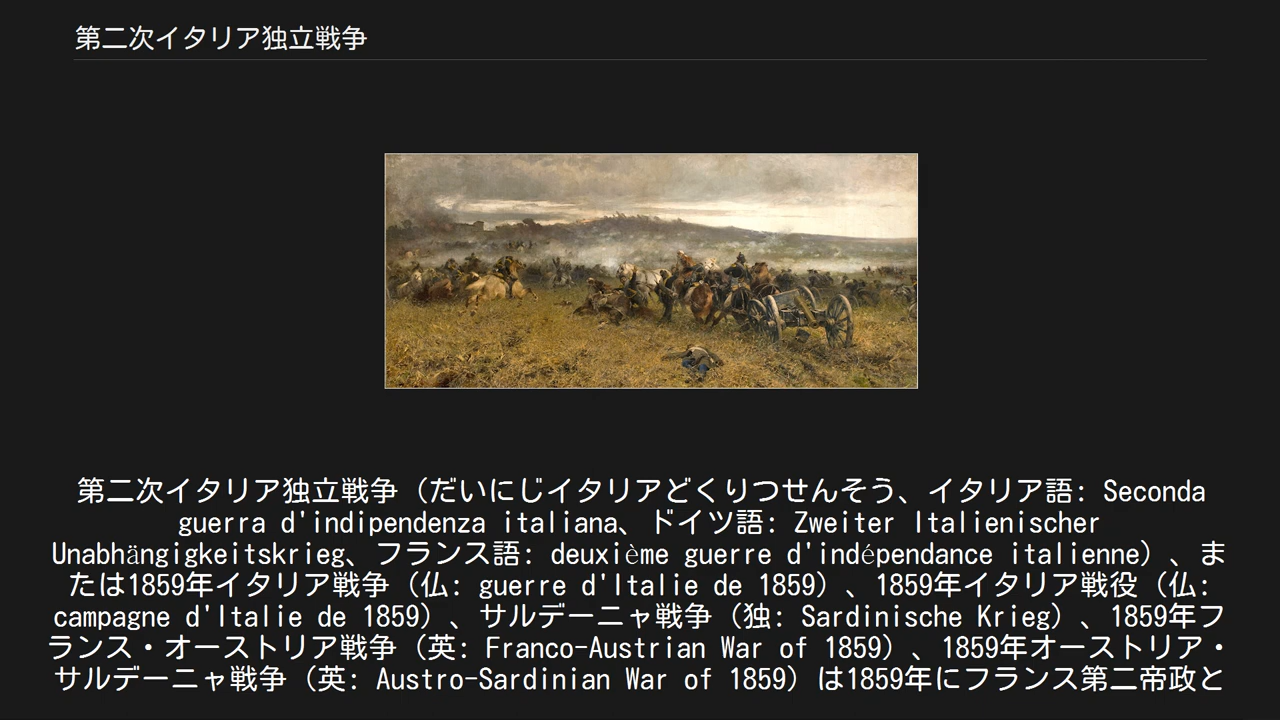 第二次イタリア独立戦争
第二次イタリア独立戦争（だいにじイタリアどくりつせんそう、イタリア語: Seconda
guerra d'indipendenza italiana、ドイツ語: Zweiter Italienischer
Unabhängigkeitskrieg、フランス語: deuxième guerre d'indépendance italienne）、ま
たは1859年イタリア戦争（仏: guerre d'Italie de 1859）、1859年イタリア戦役（仏:
campagne d'Italie de 1859）、サルデーニャ戦争（独: Sardinische Krieg）、1859年フ
ランス・オーストリア戦争（英: Franco-Austrian War of 1859）、1859年オーストリア・
サルデーニャ戦争（英: Austro-Sardinian War of 1859）は1859年にフランス第二帝政と